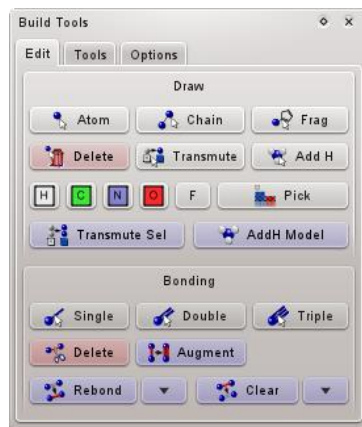 Build Tools
Edit Tools Options
Draw
Atom Chain Frag
Delete Transmute Add H
H C N O F Pick
Transmute Sel AddH Model
Bonding
Single Double Triple
Delete Augment
Rebond Clear